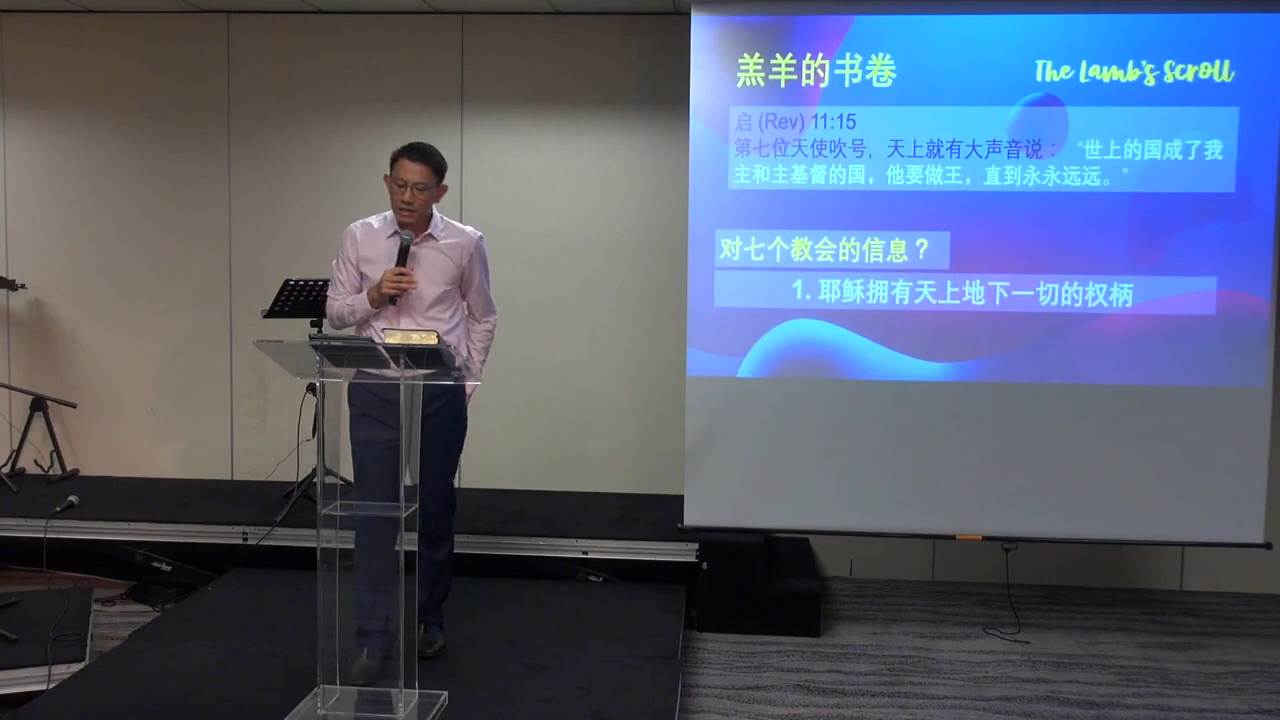 羔羊的书卷
The Lamb's Scroll
启 (Rev) 11:15
第七位天使吹号，天上就有大声音说：“世上的国成了我
主和主基督的国，他要做王，直到永永远远。”
对七个教会的信息？
1. 耶稣拥有天上地下一切的权柄